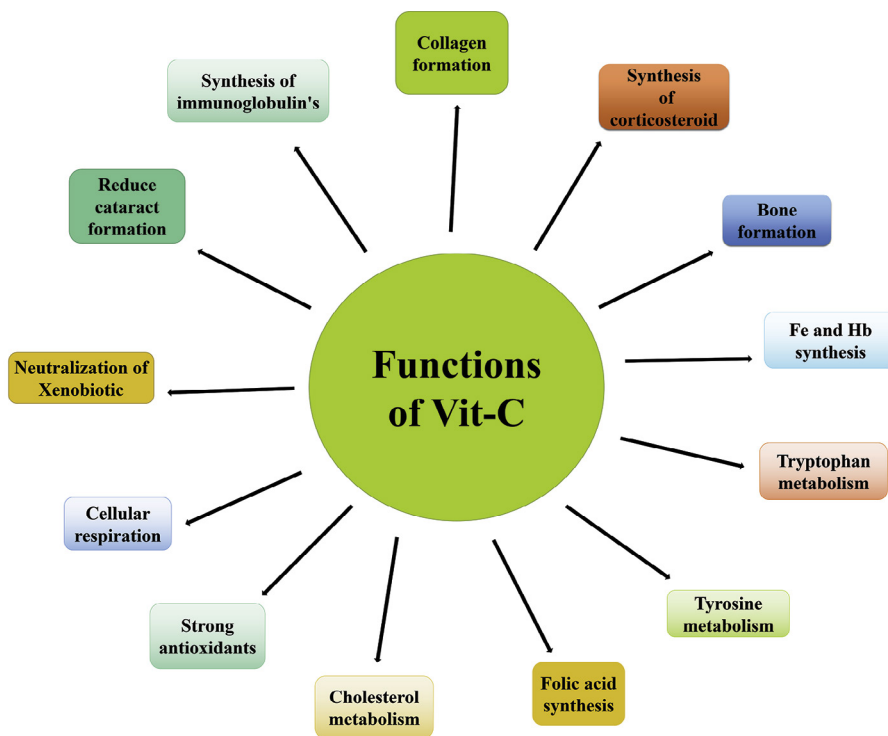 Collagen
formation
Synthesis of
immunoglobulin's
Synthesis
of
corticosteroid
Reduce
cataract
formation
Bone
formation
Fe and Hb
synthesis
Neutralization of
Xenobiotic
Functions
of Vit-C
Tryptophan
metabolism
Cellular
respiration
Tyrosine
metabolism
Strong
antioxidants
Folic acid
synthesis
Cholesterol
metabolism